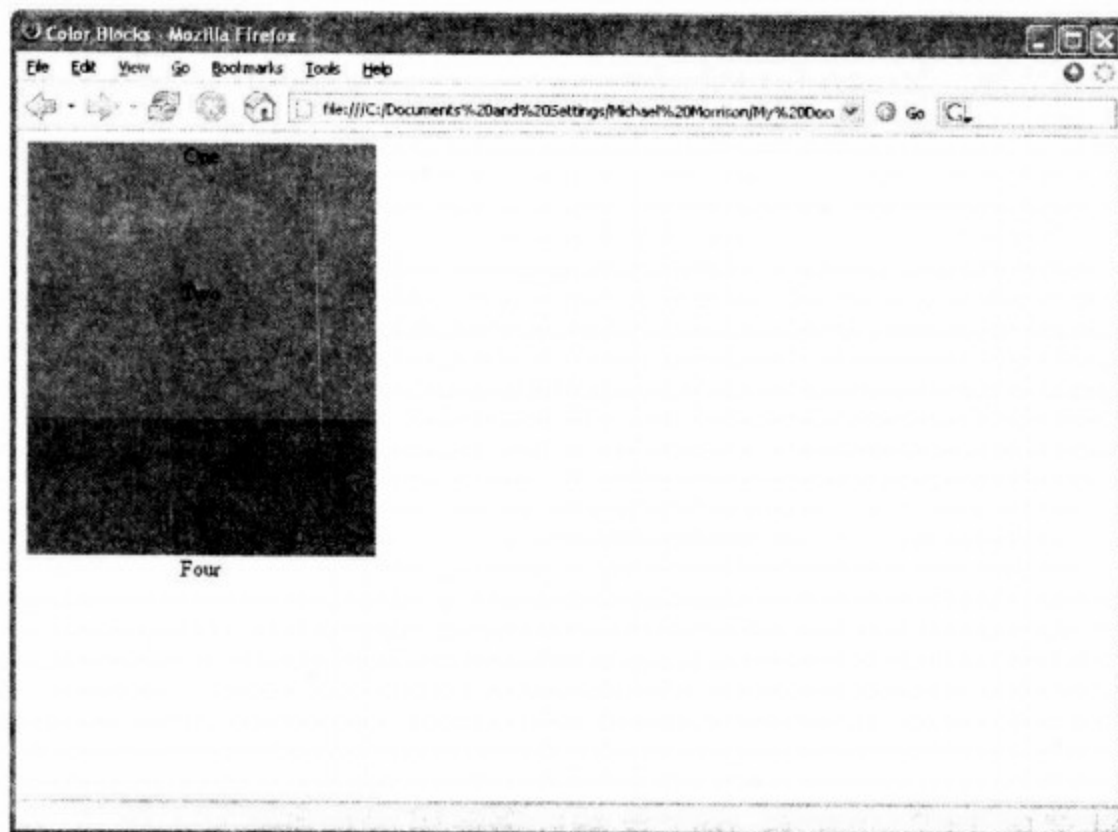 Color Blocks - Mozilla Firefox
File Edit View Go Bookmarks Tools Help
file:///C:/Documents%20and%20Settings/Michael%20Morrison/My%20Doc Go G
One
Two
Four